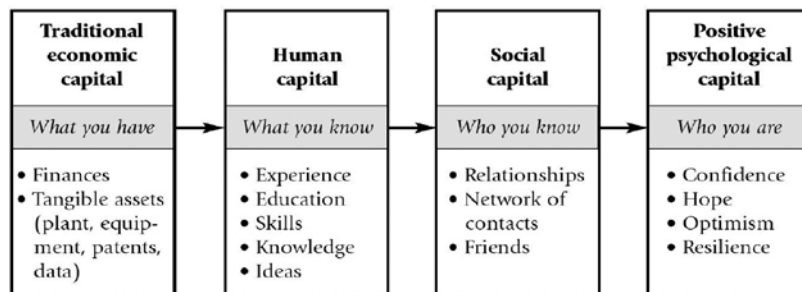 Traditional
economic
capital
What you have
• Finances
• Tangible assets
(plant, equip-
ment, patents,
data)
Human
capital
What you know
• Experience
• Education
• Skills
• Knowledge
• Ideas
Social
capital
Who you know
• Relationships
• Network of
contacts
• Friends
Positive
psychological
capital
Who you are
• Confidence
• Hope
• Optimism
• Resilience